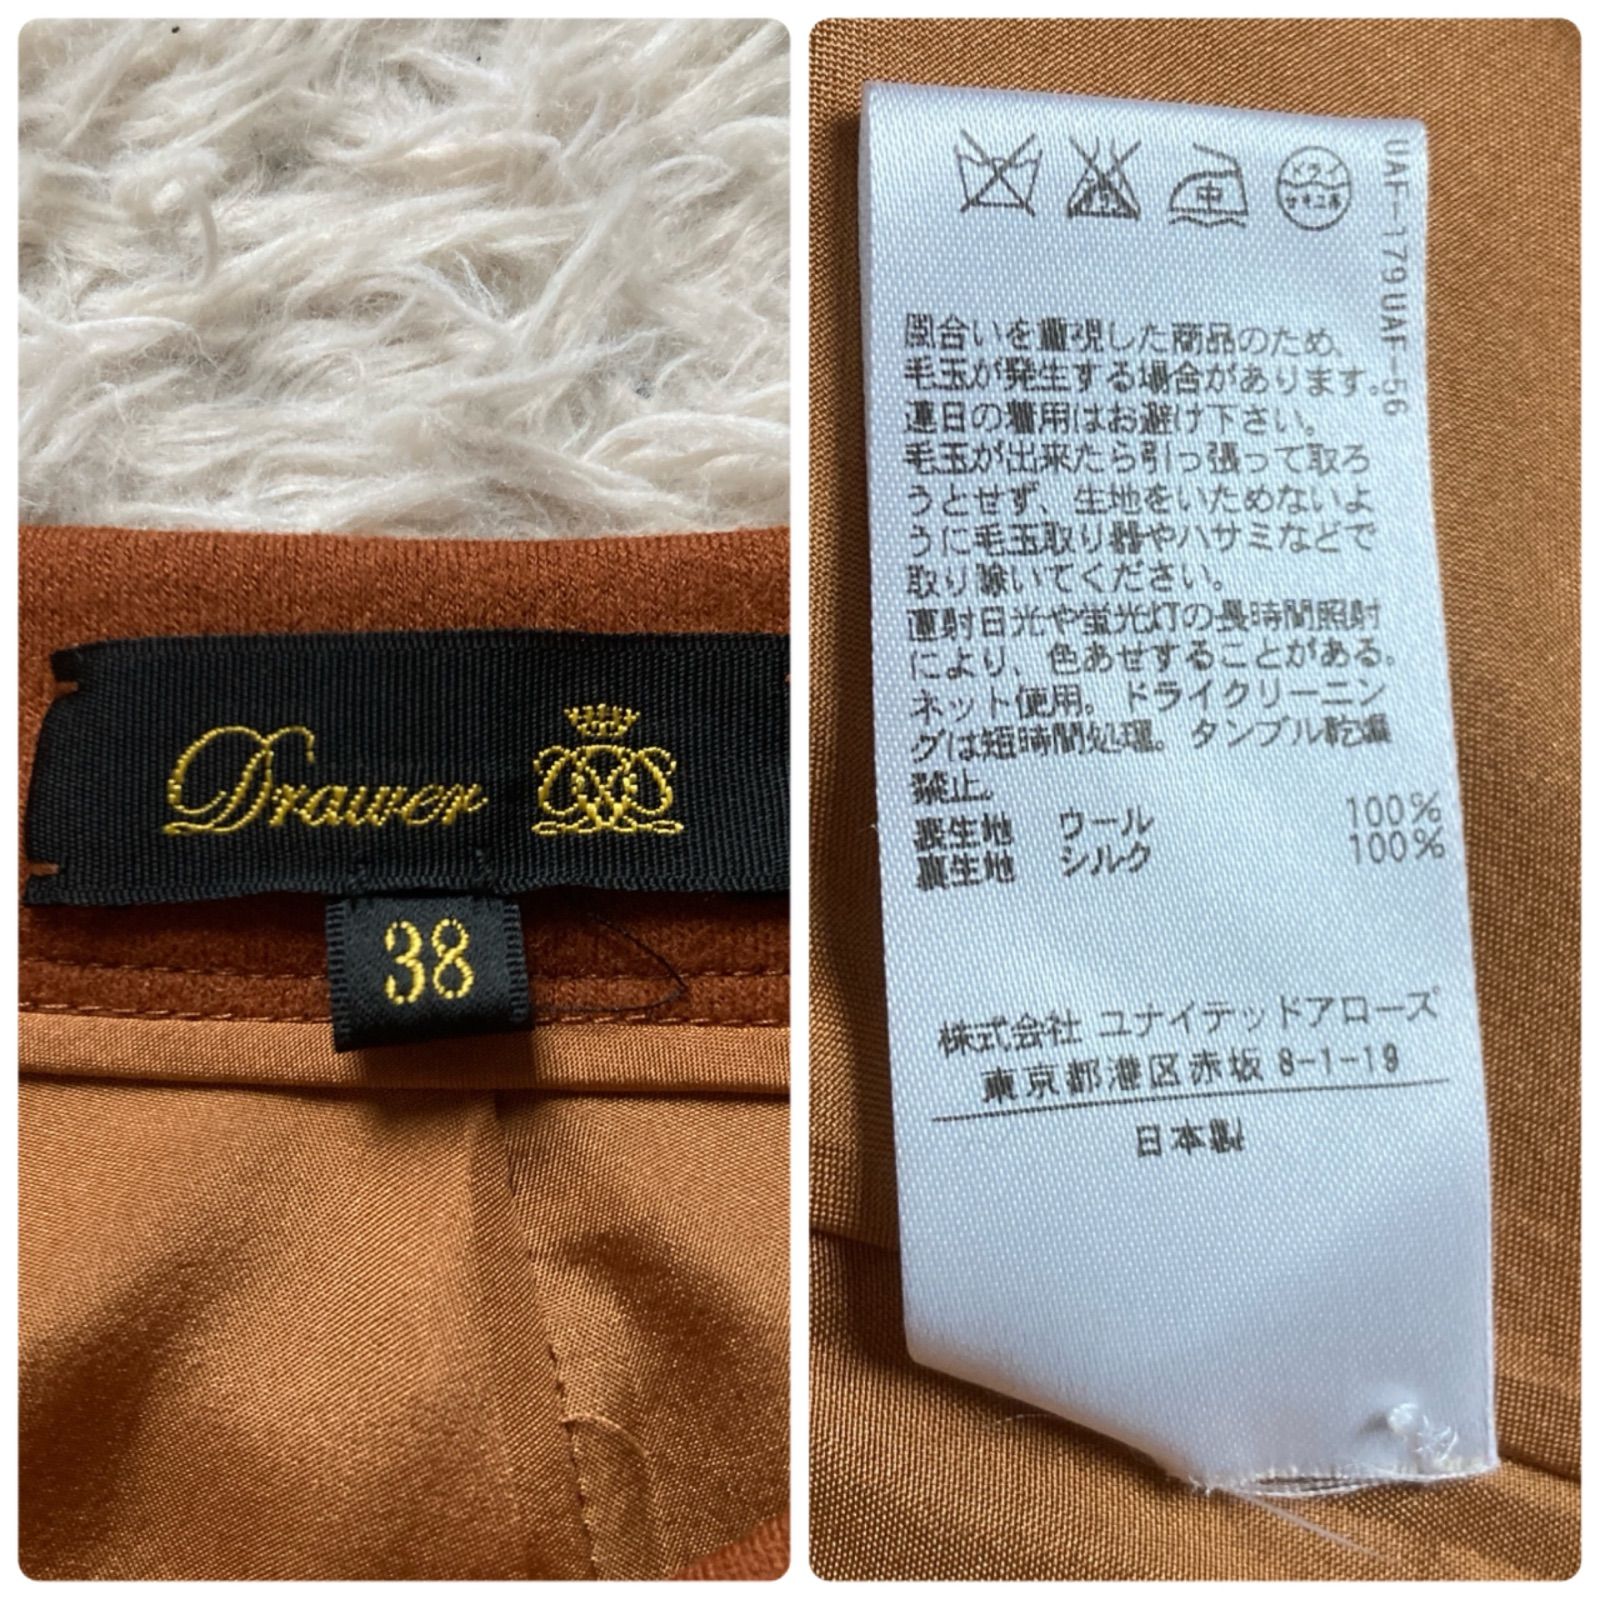 Drawer
38
中
ドライ
セキユ系
UAF-179UAF-56
風合いを重視した商品のため、
毛玉が発生する場合があります。
連日の着用はお避け下さい。
毛玉が出来たら引っ張って取ろ
うとせず、生地をいためないよ
うに毛玉取り器やハサミなどで
取り除いてください。
直射日光や蛍光灯の長時間照射
により、色あせすることがある。
ネット使用。ドライクリーニン
グは短時間処理。タンブル乾燥
禁止。
表生地 ウール 100%
裏生地 シルク 100%
株式会社 ユナイテッドアローズ
東京都港区赤坂8-1-19
日本製